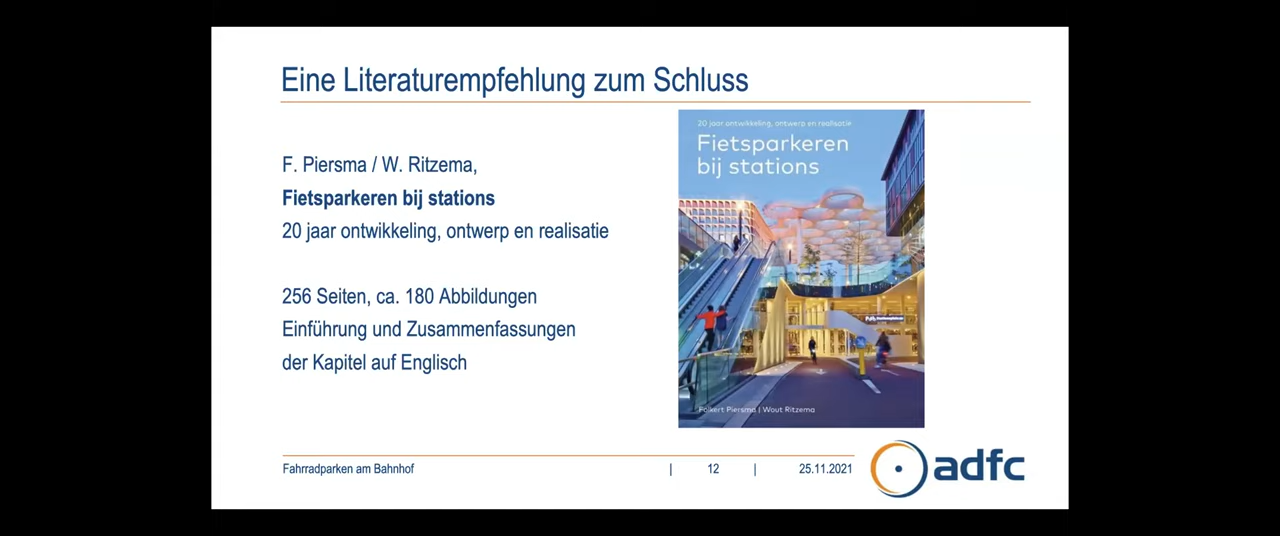 Eine Literaturempfehlung zum Schluss
F. Piersma / W. Ritzema,
Fietsparkeren bij stations
20 jaar ontwikkeling, ontwerp en realisatie
256 Seiten, ca. 180 Abbildungen
Einführung und Zusammenfassungen
der Kapitel auf Englisch
20 jaar ontwikkeling, ontwerp en realisatie
Fietsparkeren
bij stations
Folkert Piersma | Wout Ritzema
Fahrradparken am Bahnhof | 12 | 25.11.2021
adfc